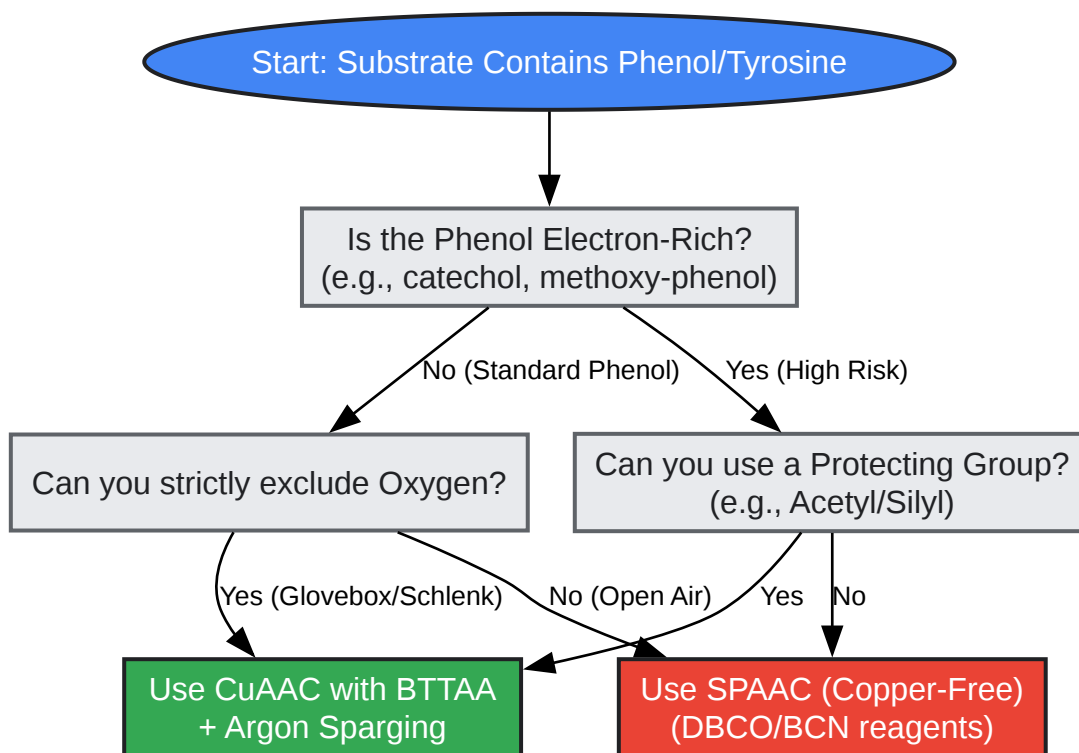 Start: Substrate Contains Phenol/Tyrosine
Is the Phenol Electron-Rich?
(e.g., catechol, methoxy-phenol)
No (Standard Phenol)
Yes (High Risk)
Can you strictly exclude Oxygen?
Can you use a Protecting Group?
(e.g., Acetyl/Silyl)
Yes (Glovebox/Schlenk)
No (Open Air)
Yes
No
Use CuAAC with BTTAA
+ Argon Sparging
Use SPAAC (Copper-Free)
(DBCO/BCN reagents)